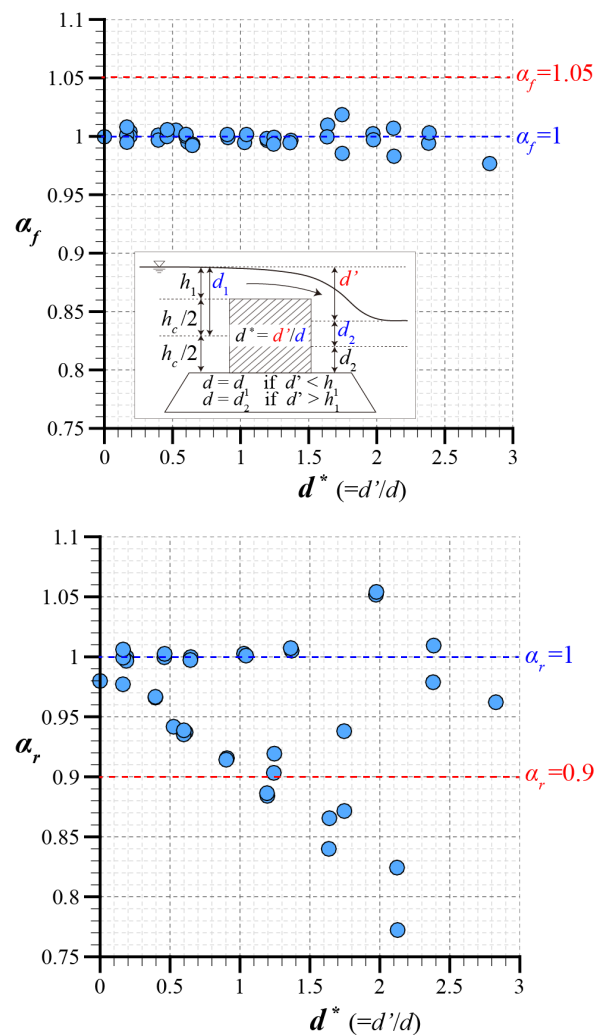 1.1
1.05
1
0.95
0.9
0.85
0.8
0.75
α_f
α_f=1.05
α_f=1
h_1
d_1
d'
h_c/2
d*=d'/d
d_2
h_c/2
d_2
d = d_1 if d' < h_1
d = d_2 if d' > h_1
0
0.5
1
1.5
2
2.5
3
d* (=d'/d)
1.1
1.05
1
0.95
0.9
0.85
0.8
0.75
α_r
α_r=1
α_r=0.9
0
0.5
1
1.5
2
2.5
3
d* (=d'/d)